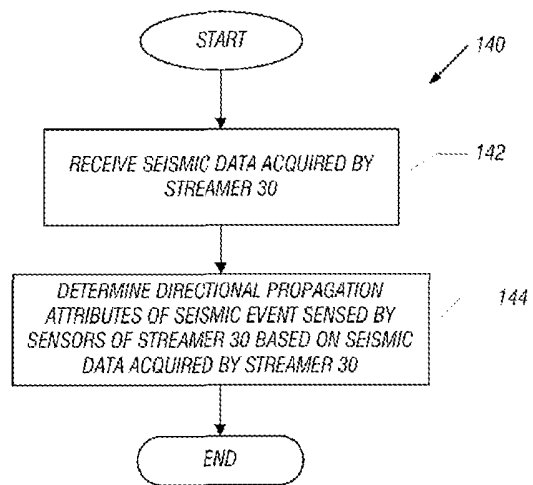 START
140
RECEIVE SEISMIC DATA ACQUIRED BY
STREAMER 30
142
DETERMINE DIRECTIONAL PROPAGATION
ATTRIBUTES OF SEISMIC EVENT SENSED BY
SENSORS OF STREAMER 30 BASED ON SEISMIC
DATA ACQUIRED BY STREAMER 30
144
END